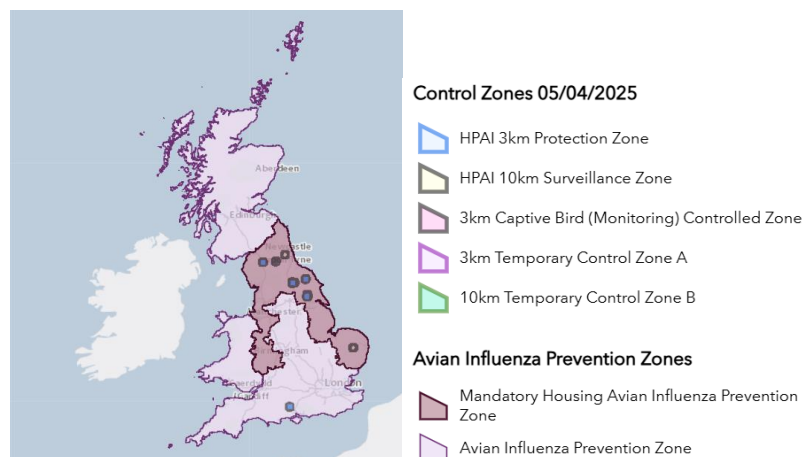 Control Zones 05/04/2025
HPAI 3km Protection Zone
HPAI 10km Surveillance Zone
3km Captive Bird (Monitoring) Controlled Zone
3km Temporary Control Zone A
10km Temporary Control Zone B
Avian Influenza Prevention Zones
Mandatory Housing Avian Influenza Prevention
Zone
Avian Influenza Prevention Zone
Aberdeen
Edinburgh
London
Cardiff